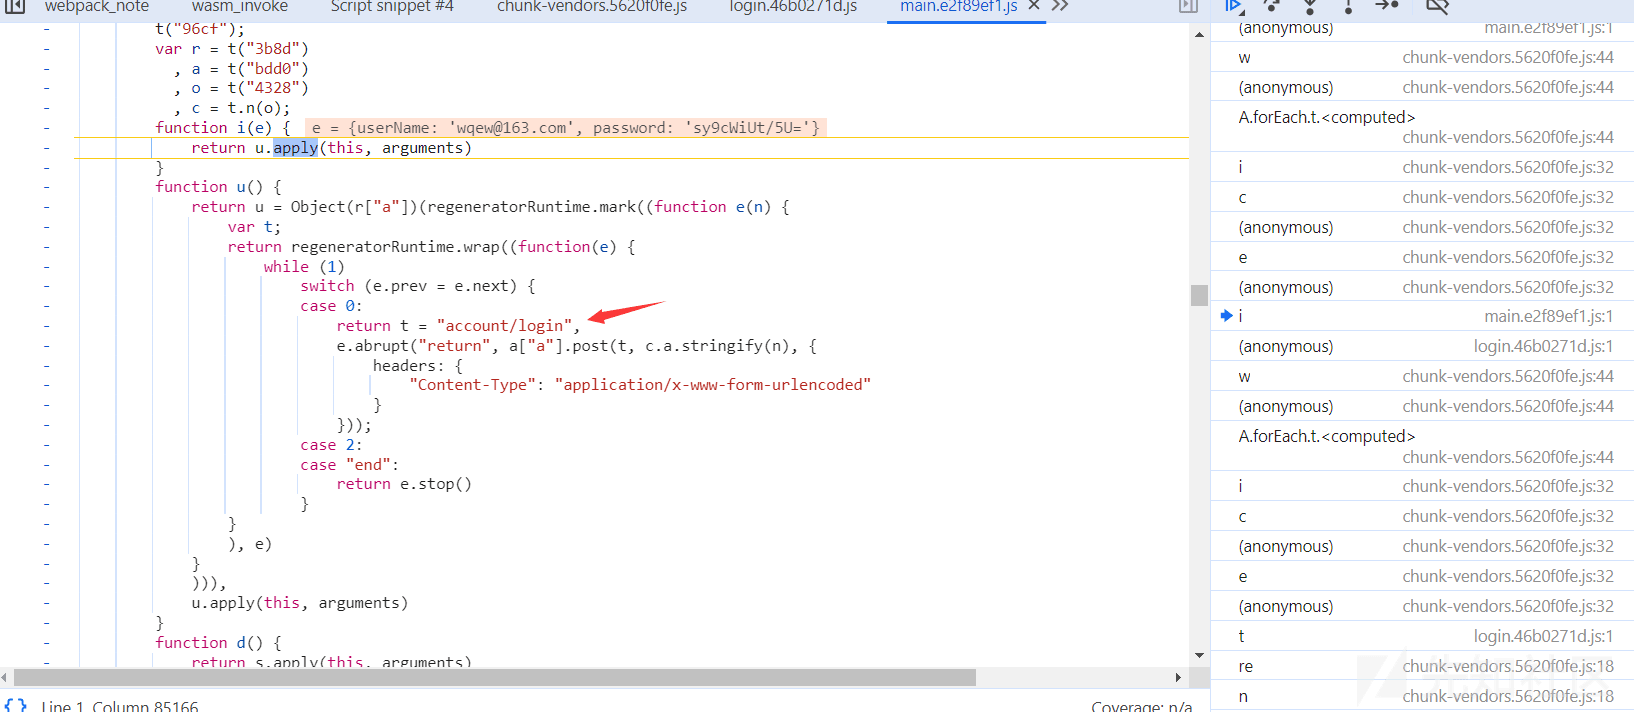 webpack_note wasm_invoke Script snippet #4 chunk-vendors.5620f0fe.js login.46b0271d.js main.e2f89ef1.js × >>
- t("96cf");
- var r = t("3b8d")
- , a = t("bdd0")
- , o = t("4328")
- , c = t.n(o);
- function i(e) { e = {userName: 'wqew@163.com', password: 'sy9cWiUt/5U='}
- return u.apply(this, arguments)
- }
- function u() {
- return u = Object(r["a"])(regeneratorRuntime.mark((function e(n) {
- var t;
- return regeneratorRuntime.wrap((function(e) {
- while (1)
- switch (e.prev = e.next) {
- case 0:
- return t = "account/login",
- e.abrupt("return", a["a"].post(t, c.a.stringify(n), {
- headers: {
- "Content-Type": "application/x-www-form-urlencoded"
- }
- }));
- case 2:
- case "end":
- return e.stop()
- }
- }
- ), e)
- }
- ))),
- u.apply(this, arguments)
- }
- function d() {
- return s.apply(this, arguments)
{} Line 1, Column 85166 Coverage: n/a
(anonymous) main.e2f89ef1.js:1
w chunk-vendors.5620f0fe.js:44
(anonymous) chunk-vendors.5620f0fe.js:44
A.forEach.t.<computed>
chunk-vendors.5620f0fe.js:44
i chunk-vendors.5620f0fe.js:32
c chunk-vendors.5620f0fe.js:32
(anonymous) chunk-vendors.5620f0fe.js:32
e chunk-vendors.5620f0fe.js:32
(anonymous) chunk-vendors.5620f0fe.js:32
i main.e2f89ef1.js:1
(anonymous) login.46b0271d.js:1
w chunk-vendors.5620f0fe.js:44
(anonymous) chunk-vendors.5620f0fe.js:44
A.forEach.t.<computed>
chunk-vendors.5620f0fe.js:44
i chunk-vendors.5620f0fe.js:32
c chunk-vendors.5620f0fe.js:32
(anonymous) chunk-vendors.5620f0fe.js:32
e chunk-vendors.5620f0fe.js:32
(anonymous) chunk-vendors.5620f0fe.js:32
t login.46b0271d.js:1
re chunk-vendors.5620f0fe.js:18
n chunk-vendors.5620f0fe.js:18